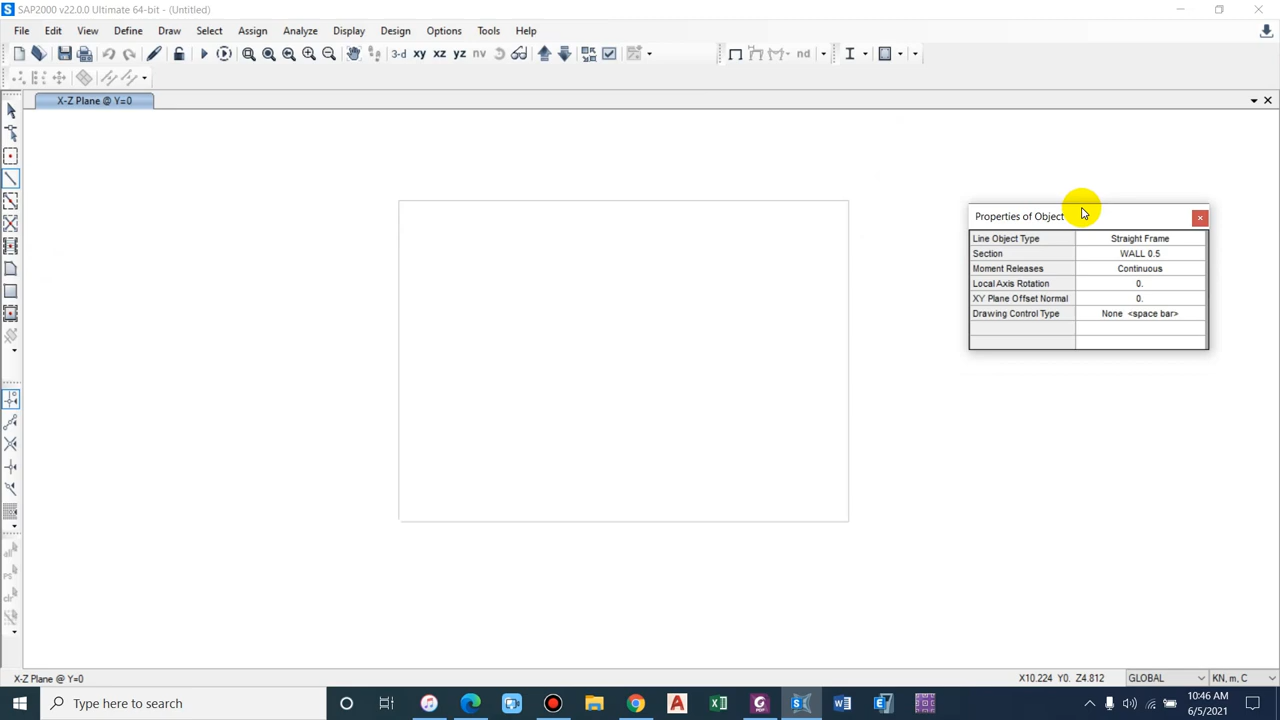 SAP2000 v22.0.0 Ultimate 64-bit - (Untitled)
File Edit View Define Draw Select Assign Analyze Display Design Options Tools Help
3-d xy xz yz nv nd
X-Z Plane @ Y=0
Properties of Object
Line Object Type Straight Frame
Section WALL 0.5
Moment Releases Continuous
Local Axis Rotation 0.
XY Plane Offset Normal 0.
Drawing Control Type None <space bar>
all
ps
clr
X-Z Plane @ Y=0 X10.224 Y0. Z4.812 GLOBAL KN, m, C
Type here to search
10:46 AM
6/5/2021